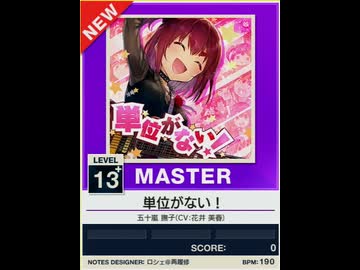 NEW
単位がない!
LEVEL
13+
MASTER
単位がない!
五十嵐 撫子(CV:花井 美春)
SCORE: 0
NOTES DESIGNER: ロシェ@両履修
BPM: 190